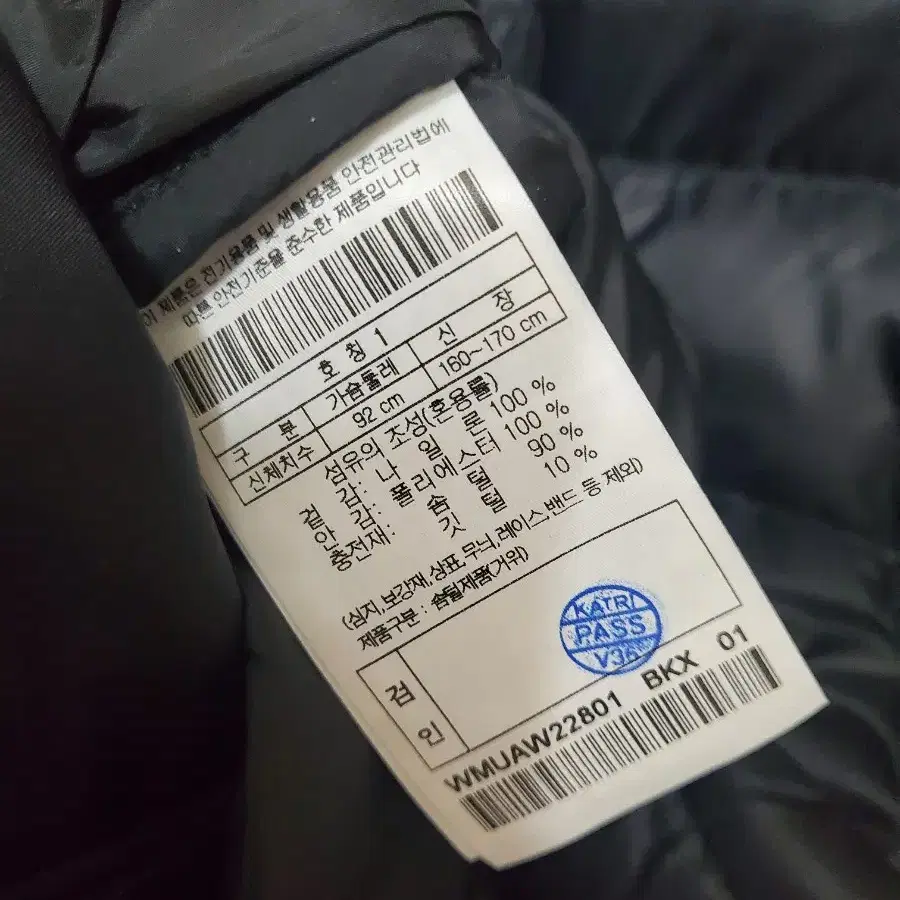 이 제품은 전기용품 및 생활용품 안전관리법에
따른 안전기준을 준수한 제품입니다
호칭 1
구 분 가슴둘레 신 장
신체치수 92 cm 160~170 cm
섬유의 조성(혼용률)
겉 감: 나 일 론 100 %
안 감: 폴리에스터 100 %
충전재: 솜 털 90 %
깃 털 10 %
(심지,보강재,상표,무늬,레이스,밴드 등 제외)
제품구분 : 솜털제품(거위)
검
인
KATRI
PASS
V3A
WMUAW22801 BKX 01